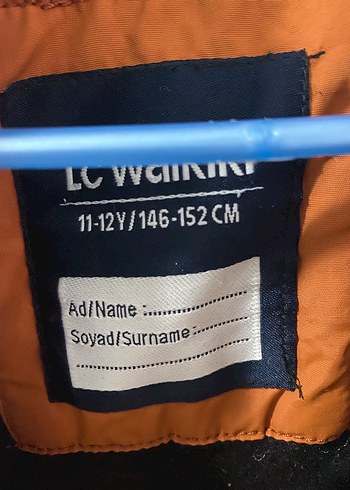 LC Waikiki
11-12Y/146-152 CM
Ad/Name :
Soyad/Surname :